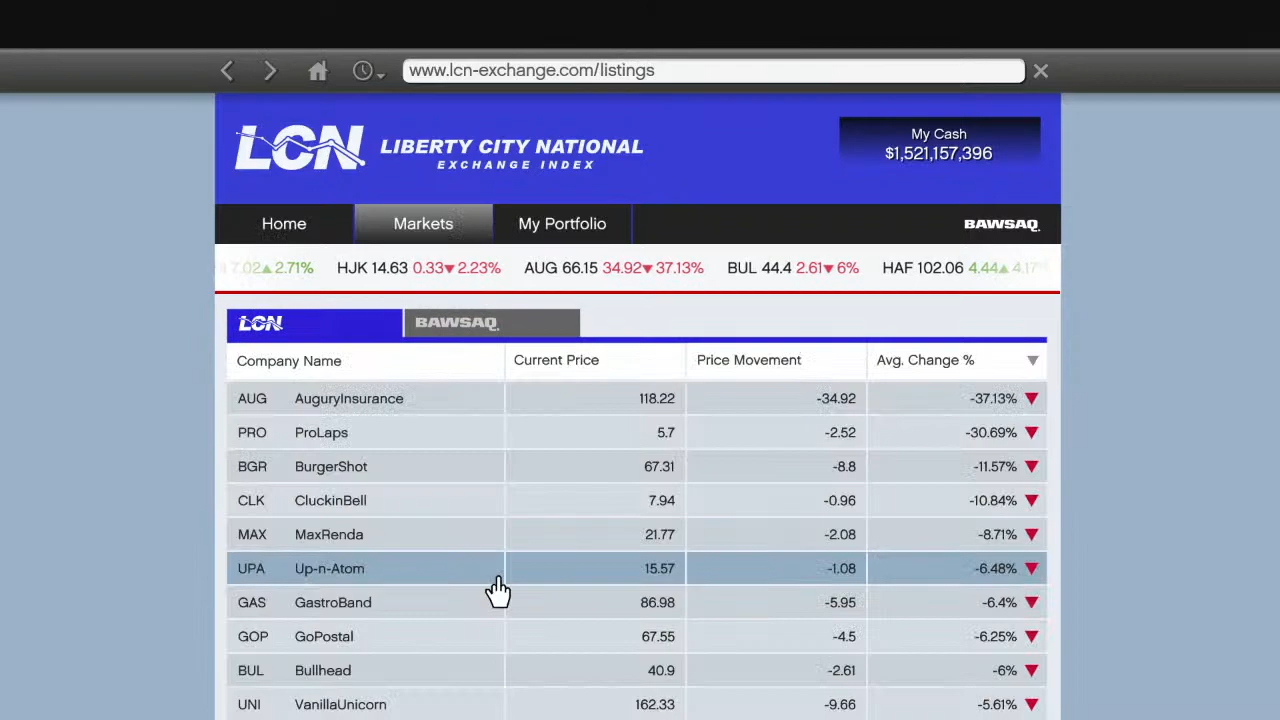 www.lcn-exchange.com/listings
LCN LIBERTY CITY NATIONAL
EXCHANGE INDEX
My Cash
$1,521,157,396
Home Markets My Portfolio BAWSAQ
7.02▲2.71% HJK 14.63 0.33▼2.23% AUG 66.15 34.92▼37.13% BUL 44.4 2.61▼6% HAF 102.06 4.44▲4.17%
LCN BAWSAQ
Company Name Current Price Price Movement Avg. Change % ▼
AUG AuguryInsurance 118.22 -34.92 -37.13% ▼
PRO ProLaps 5.7 -2.52 -30.69% ▼
BGR BurgerShot 67.31 -8.8 -11.57% ▼
CLK CluckinBell 7.94 -0.96 -10.84% ▼
MAX MaxRenda 21.77 -2.08 -8.71% ▼
UPA Up-n-Atom 15.57 -1.08 -6.48% ▼
GAS GastroBand 86.98 -5.95 -6.4% ▼
GOP GoPostal 67.55 -4.5 -6.25% ▼
BUL Bullhead 40.9 -2.61 -6% ▼
UNI VanillaUnicorn 162.33 -9.66 -5.61% ▼